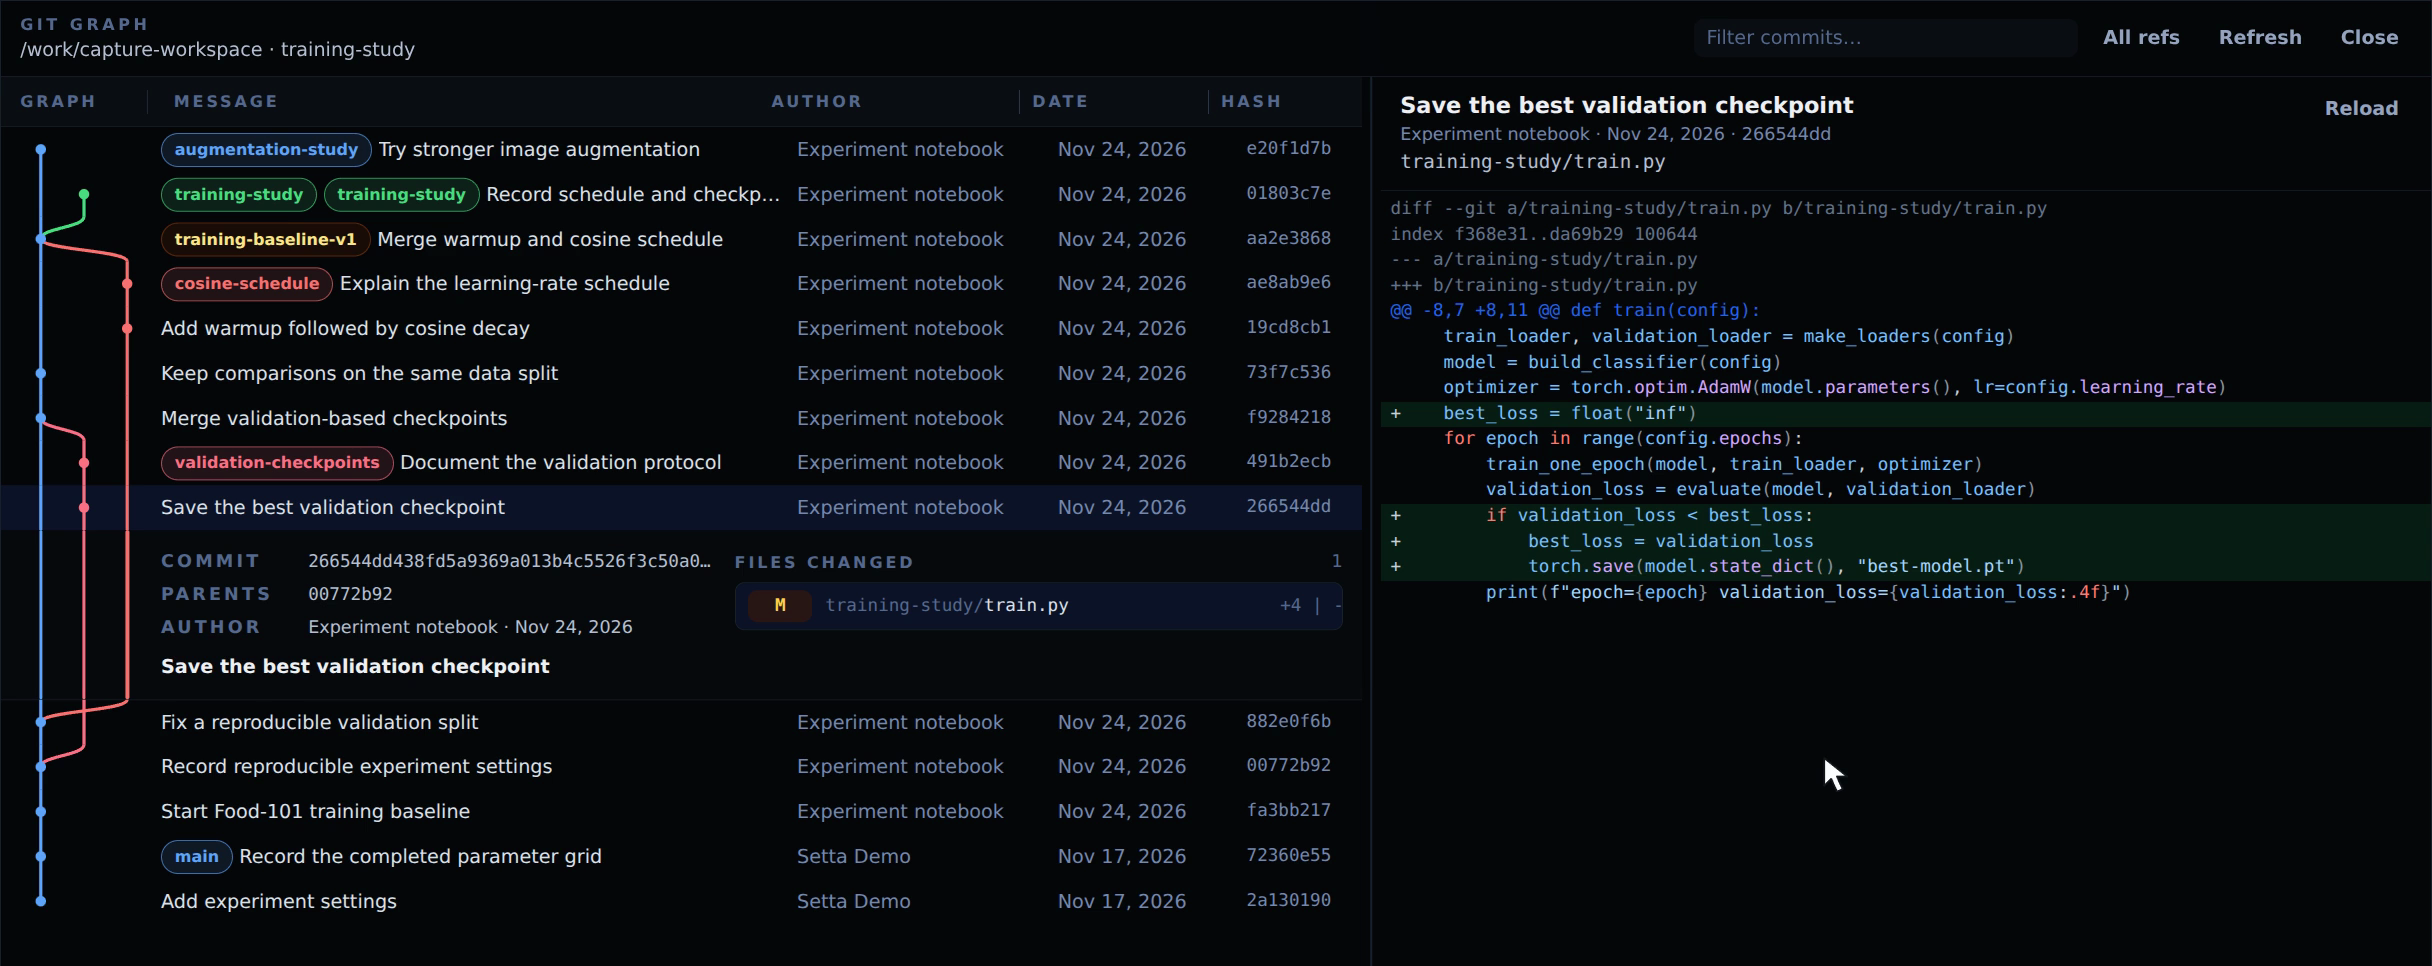 GIT GRAPH
/work/capture-workspace · training-study
Filter commits...
All refs
Refresh
Close
GRAPH MESSAGE AUTHOR DATE HASH
augmentation-study Try stronger image augmentation Experiment notebook Nov 24, 2026 e20f1d7b
training-study training-study Record schedule and checkp... Experiment notebook Nov 24, 2026 01803c7e
training-baseline-v1 Merge warmup and cosine schedule Experiment notebook Nov 24, 2026 aa2e3868
cosine-schedule Explain the learning-rate schedule Experiment notebook Nov 24, 2026 ae8ab9e6
Add warmup followed by cosine decay Experiment notebook Nov 24, 2026 19cd8cb1
Keep comparisons on the same data split Experiment notebook Nov 24, 2026 73f7c536
Merge validation-based checkpoints Experiment notebook Nov 24, 2026 f9284218
validation-checkpoints Document the validation protocol Experiment notebook Nov 24, 2026 491b2ecb
Save the best validation checkpoint Experiment notebook Nov 24, 2026 266544dd
COMMIT 266544dd438fd5a9369a013b4c5526f3c50a0…
PARENTS 00772b92
AUTHOR Experiment notebook · Nov 24, 2026
Save the best validation checkpoint
FILES CHANGED 1
M training-study/train.py +4 | -
Fix a reproducible validation split Experiment notebook Nov 24, 2026 882e0f6b
Record reproducible experiment settings Experiment notebook Nov 24, 2026 00772b92
Start Food-101 training baseline Experiment notebook Nov 24, 2026 fa3bb217
main Record the completed parameter grid Setta Demo Nov 17, 2026 72360e55
Add experiment settings Setta Demo Nov 17, 2026 2a130190
Save the best validation checkpoint
Reload
Experiment notebook · Nov 24, 2026 · 266544dd
training-study/train.py
diff --git a/training-study/train.py b/training-study/train.py
index f368e31..da69b29 100644
--- a/training-study/train.py
+++ b/training-study/train.py
@@ -8,7 +8,11 @@ def train(config):
     train_loader, validation_loader = make_loaders(config)
     model = build_classifier(config)
     optimizer = torch.optim.AdamW(model.parameters(), lr=config.learning_rate)
+    best_loss = float("inf")
     for epoch in range(config.epochs):
         train_one_epoch(model, train_loader, optimizer)
         validation_loss = evaluate(model, validation_loader)
+        if validation_loss < best_loss:
+            best_loss = validation_loss
+            torch.save(model.state_dict(), "best-model.pt")
         print(f"epoch={epoch} validation_loss={validation_loss:.4f}")